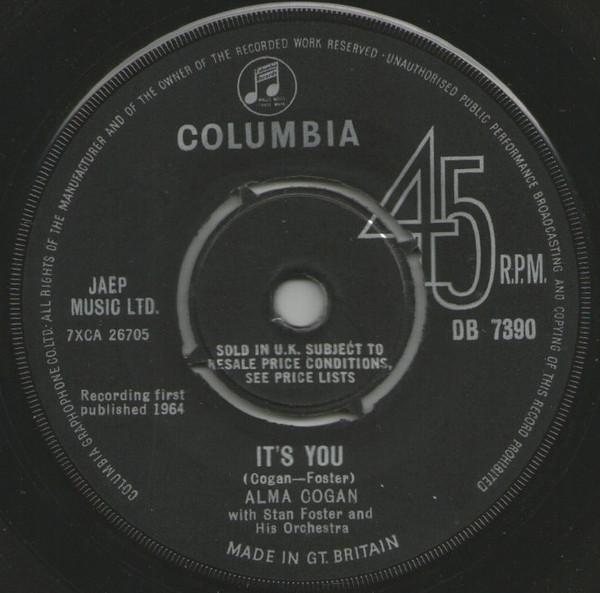 COLUMBIA GRAPHOPHONE CO. LTD: ALL RIGHTS OF THE MANUFACTURER AND OF THE OWNER OF THE RECORDED WORK RESERVED · UNAUTHORISED PUBLIC PERFORMANCE BROADCASTING AND COPYING OF THIS RECORD PROHIBITED
COLUMBIA
45
R.P.M.
JAEP
MUSIC LTD.
7XCA 26705
DB 7390
SOLD IN U.K. SUBJECT TO
RESALE PRICE CONDITIONS,
SEE PRICE LISTS
Recording first
published 1964
IT'S YOU
(Cogan—Foster)
ALMA COGAN
with Stan Foster and
His Orchestra
MADE IN GT. BRITAIN